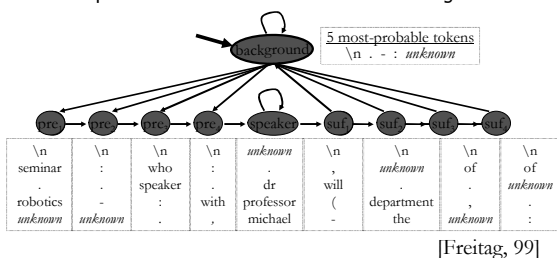 5 most-probable tokens
\n . - : unknown
background
pre pre pre pre speaker suf suf suf suf
\n \n \n \n unknown \n \n \n \n
seminar : who : . , unknown of of
. . speaker . dr will . . unknown
robotics - : with professor ( department , .
unknown unknown . , michael - the unknown :
[Freitag, 99]